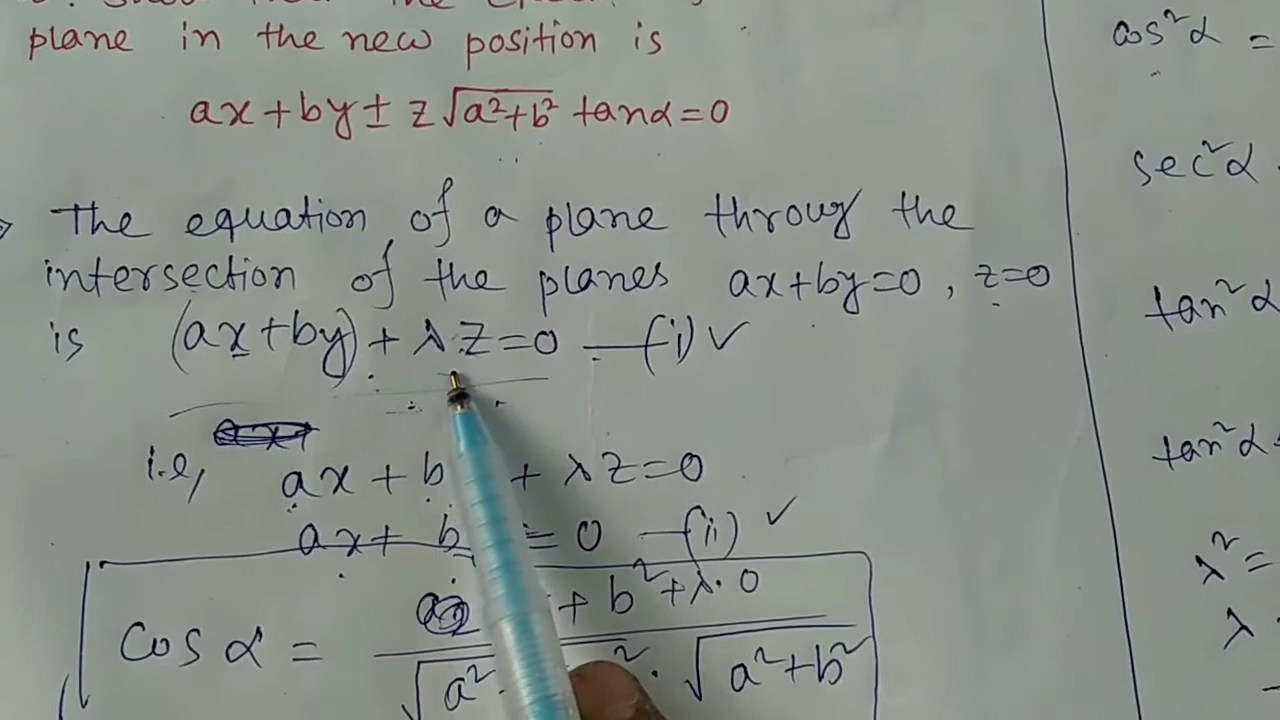 plane in the new position is
ax + by ± z √a²+b² tanα = 0
The equation of a plane throug the
intersection of the planes ax+by=0, z=0
is (ax+by) + λ.z=0 —(i) ✓
i.e, ax + b + λz=0
ax + b = 0 —(ii) ✓
Cos α = + b² + λ·0
√a² ² . √a²+b²
cos²α =
sec²α
tan²α
tan²α
λ² =
λ